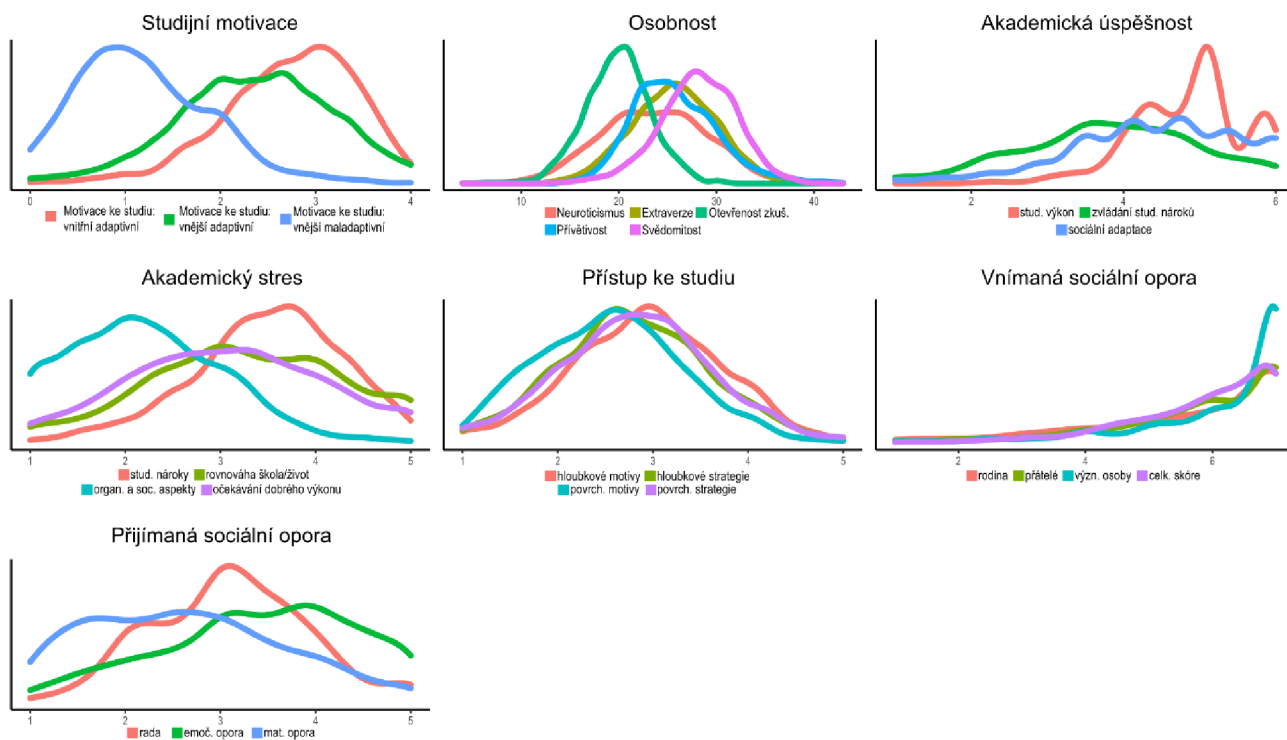 Studijní motivace
0 1 2 3 4
Motivace ke studu: Motivace ke studiu: Motivace ke studiu:
vnitřní adaptivní vnější adaptivní vnější maladaptivní
Osobnost
10 20 30 40
Neuroticismus Extraverze Otevřenost zkuš.
Přívětivost Svědomitost
Akademická úspěšnost
2 4 6
stud. výkon zvládání stud. nároků
sociální adaptace
Akademický stres
1 2 3 4 5
stud. nároky rovnováha škola/život
organ. a soc. aspekty očekávání dobrého výkonu
Přístup ke studiu
1 2 3 4 5
hloubkové motivy hloubkové strategie
povrch. motivy povrch. strategie
Vnímaná sociální opora
2 4 6
rodina přátelé význ. osoby celk. skóre
Přijímaná sociální opora
1 2 3 4 5
rada emoč. opora mat. opora